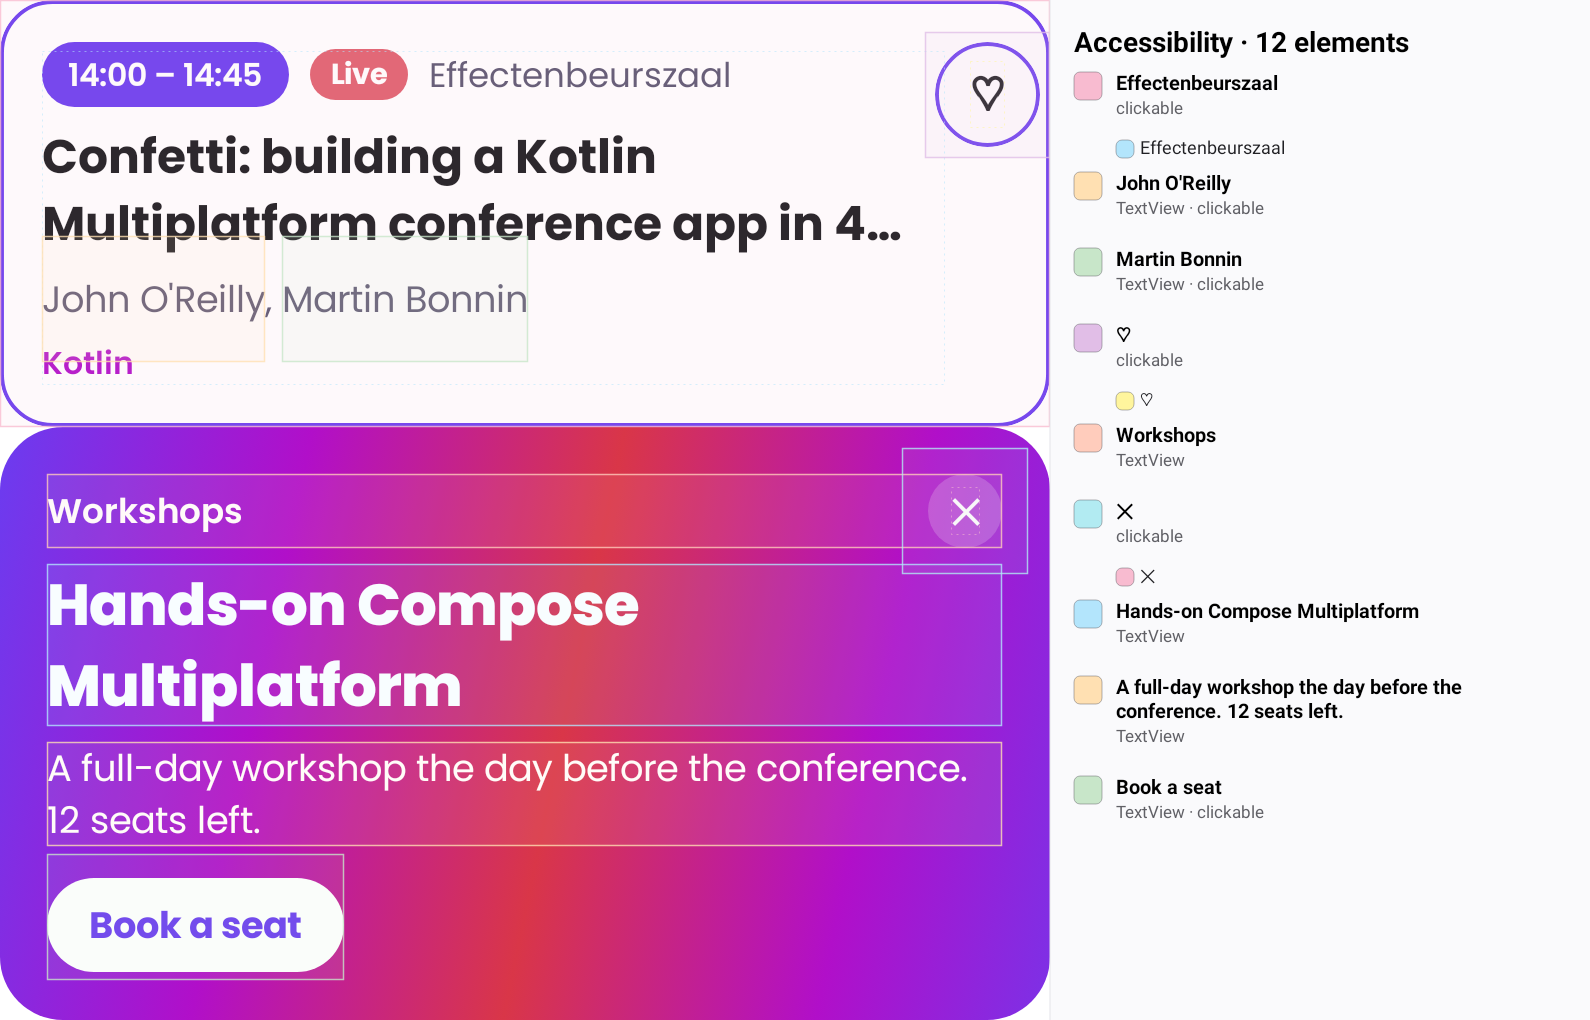 14:00 – 14:45
Live
Effectenbeurszaal
♡
Confetti: building a Kotlin
Multiplatform conference app in 4...
John O'Reilly, Martin Bonnin
Kotlin
Workshops
×
Hands-on Compose
Multiplatform
A full-day workshop the day before the conference.
12 seats left.
Book a seat
Accessibility · 12 elements
Effectenbeurszaal
clickable
Effectenbeurszaal
John O'Reilly
TextView · clickable
Martin Bonnin
TextView · clickable
♡
clickable
♡
Workshops
TextView
×
clickable
×
Hands-on Compose Multiplatform
TextView
A full-day workshop the day before the
conference. 12 seats left.
TextView
Book a seat
TextView · clickable